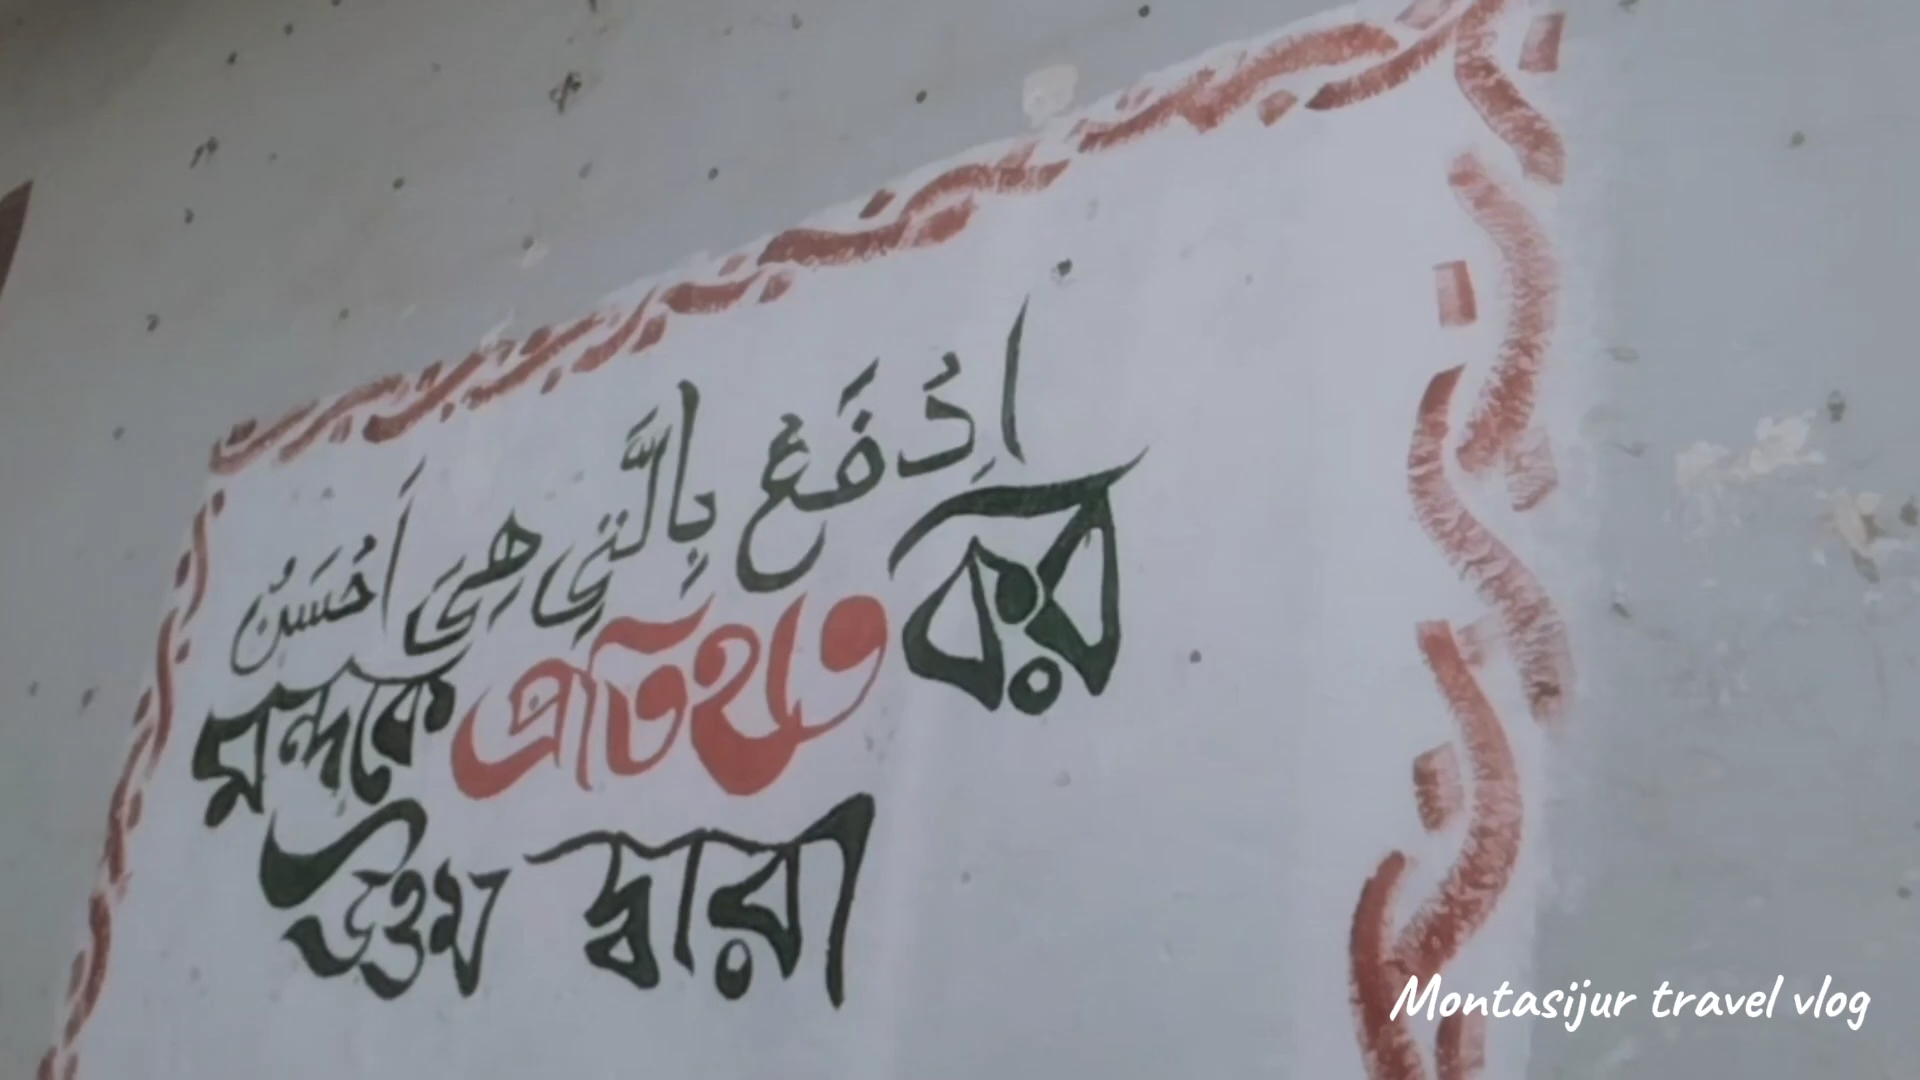 اِدْفَعْ بِالَّتِي هِيَ اَحْسَنُ
মন্দকে প্রতিহত কর
উত্তম দ্বারা
Montasijur travel vlog